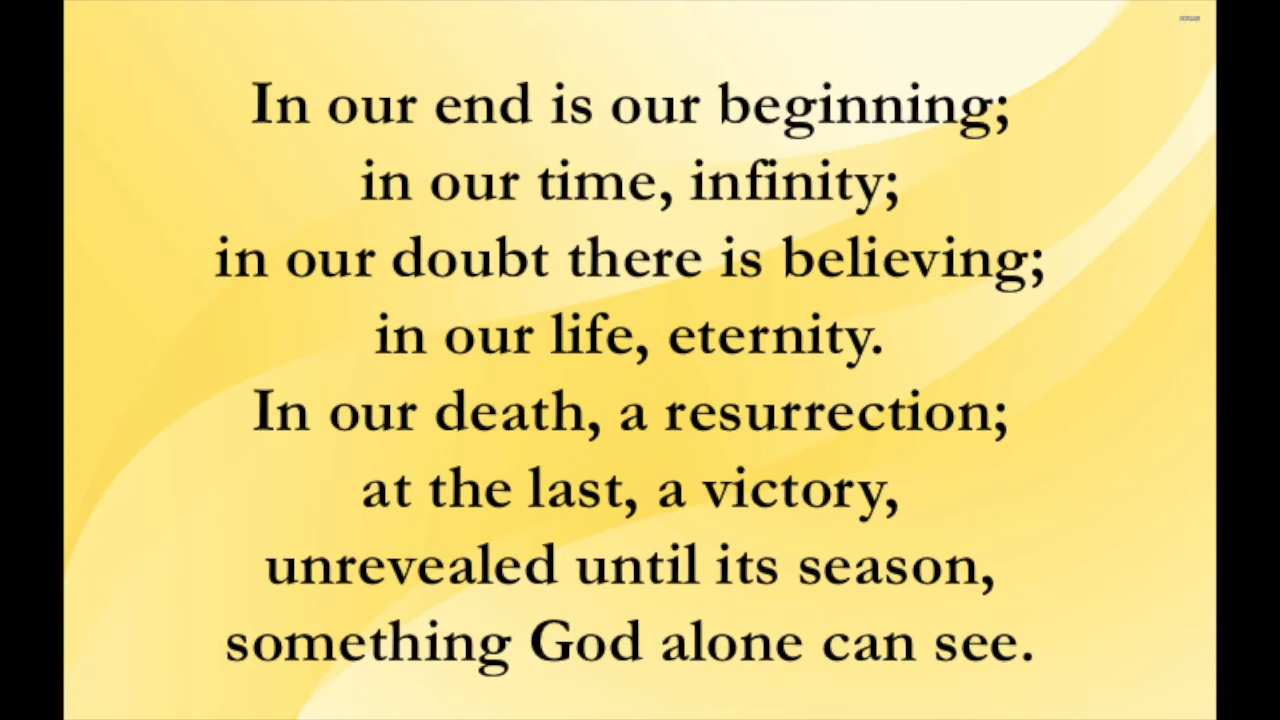 In our end is our beginning;
in our time, infinity;
in our doubt there is believing;
in our life, eternity.
In our death, a resurrection;
at the last, a victory,
unrevealed until its season,
something God alone can see.